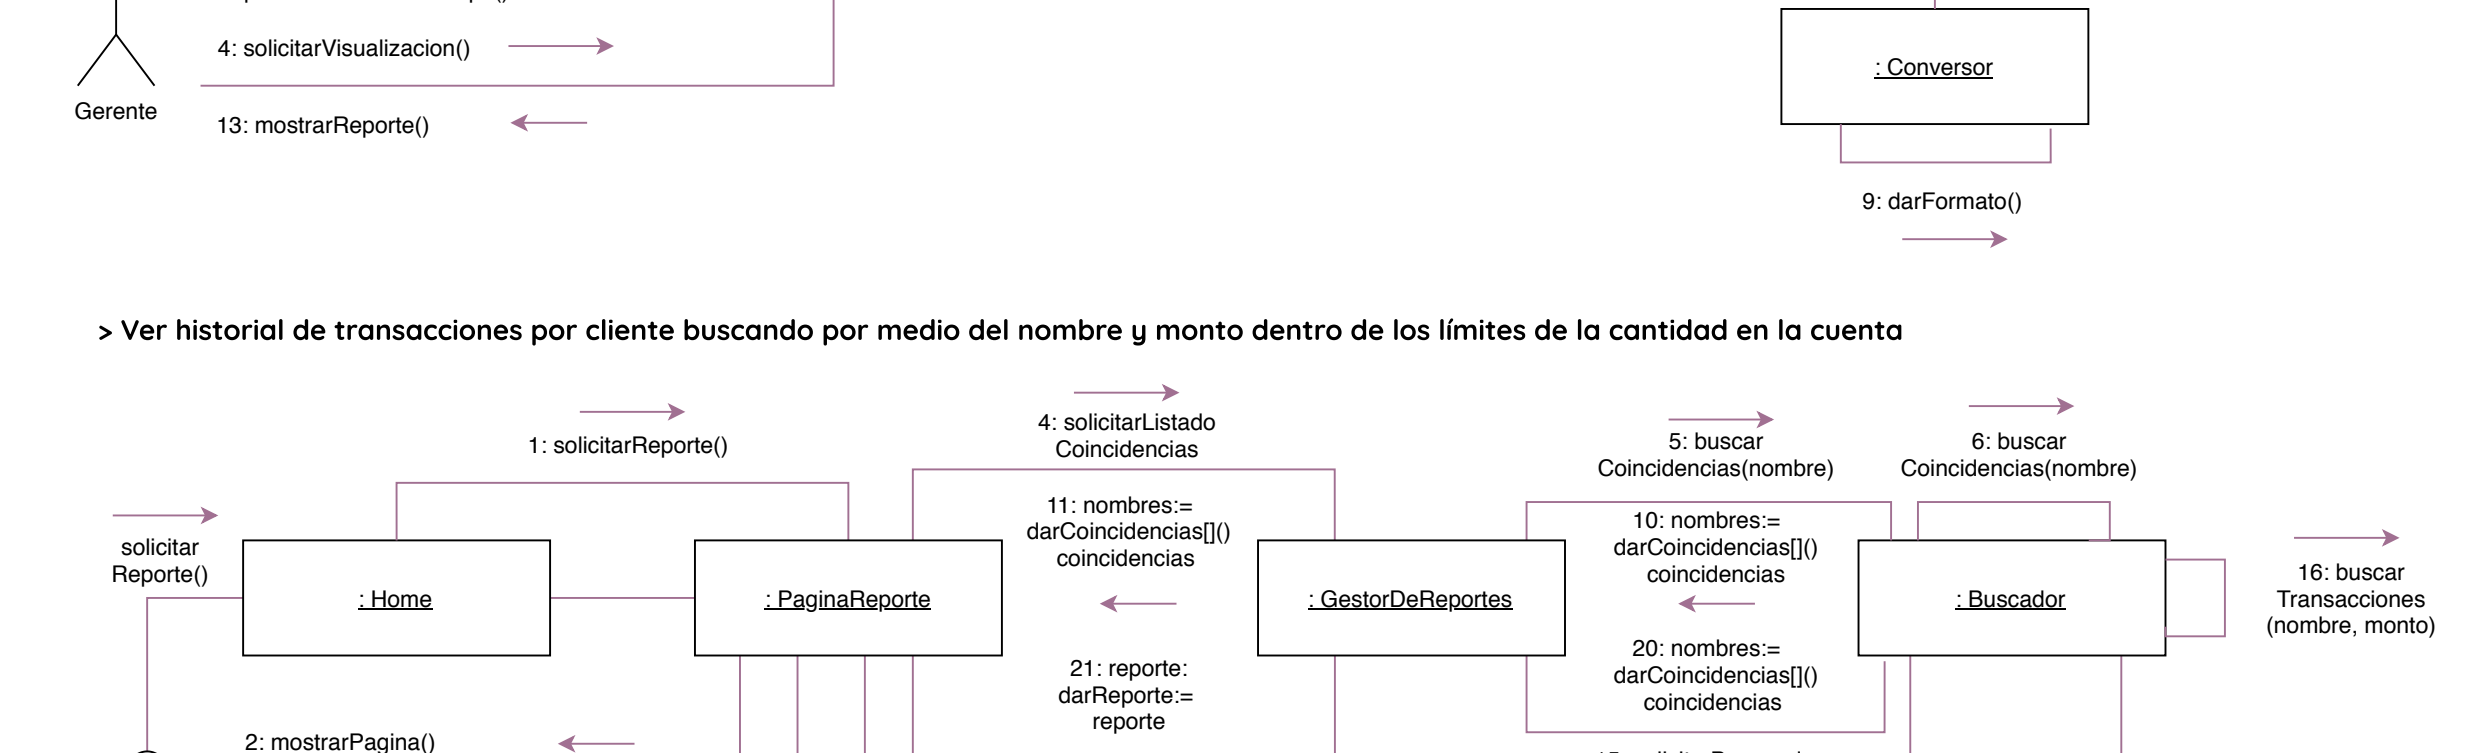 4: solicitarVisualizacion()
: Conversor
Gerente
13: mostrarReporte()
9: darFormato()
> Ver historial de transacciones por cliente buscando por medio del nombre y monto dentro de los límites de la cantidad en la cuenta
1: solicitarReporte()
4: solicitarListado
Coincidencias
5: buscar
Coincidencias(nombre)
6: buscar
Coincidencias(nombre)
solicitar
Reporte()
: Home
: PaginaReporte
11: nombres:=
darCoincidencias[]()
coincidencias
: GestorDeReportes
10: nombres:=
darCoincidencias[]()
coincidencias
: Buscador
16: buscar
Transacciones
(nombre, monto)
21: reporte:
darReporte:=
reporte
20: nombres:=
darCoincidencias[]()
coincidencias
2: mostrarPagina()